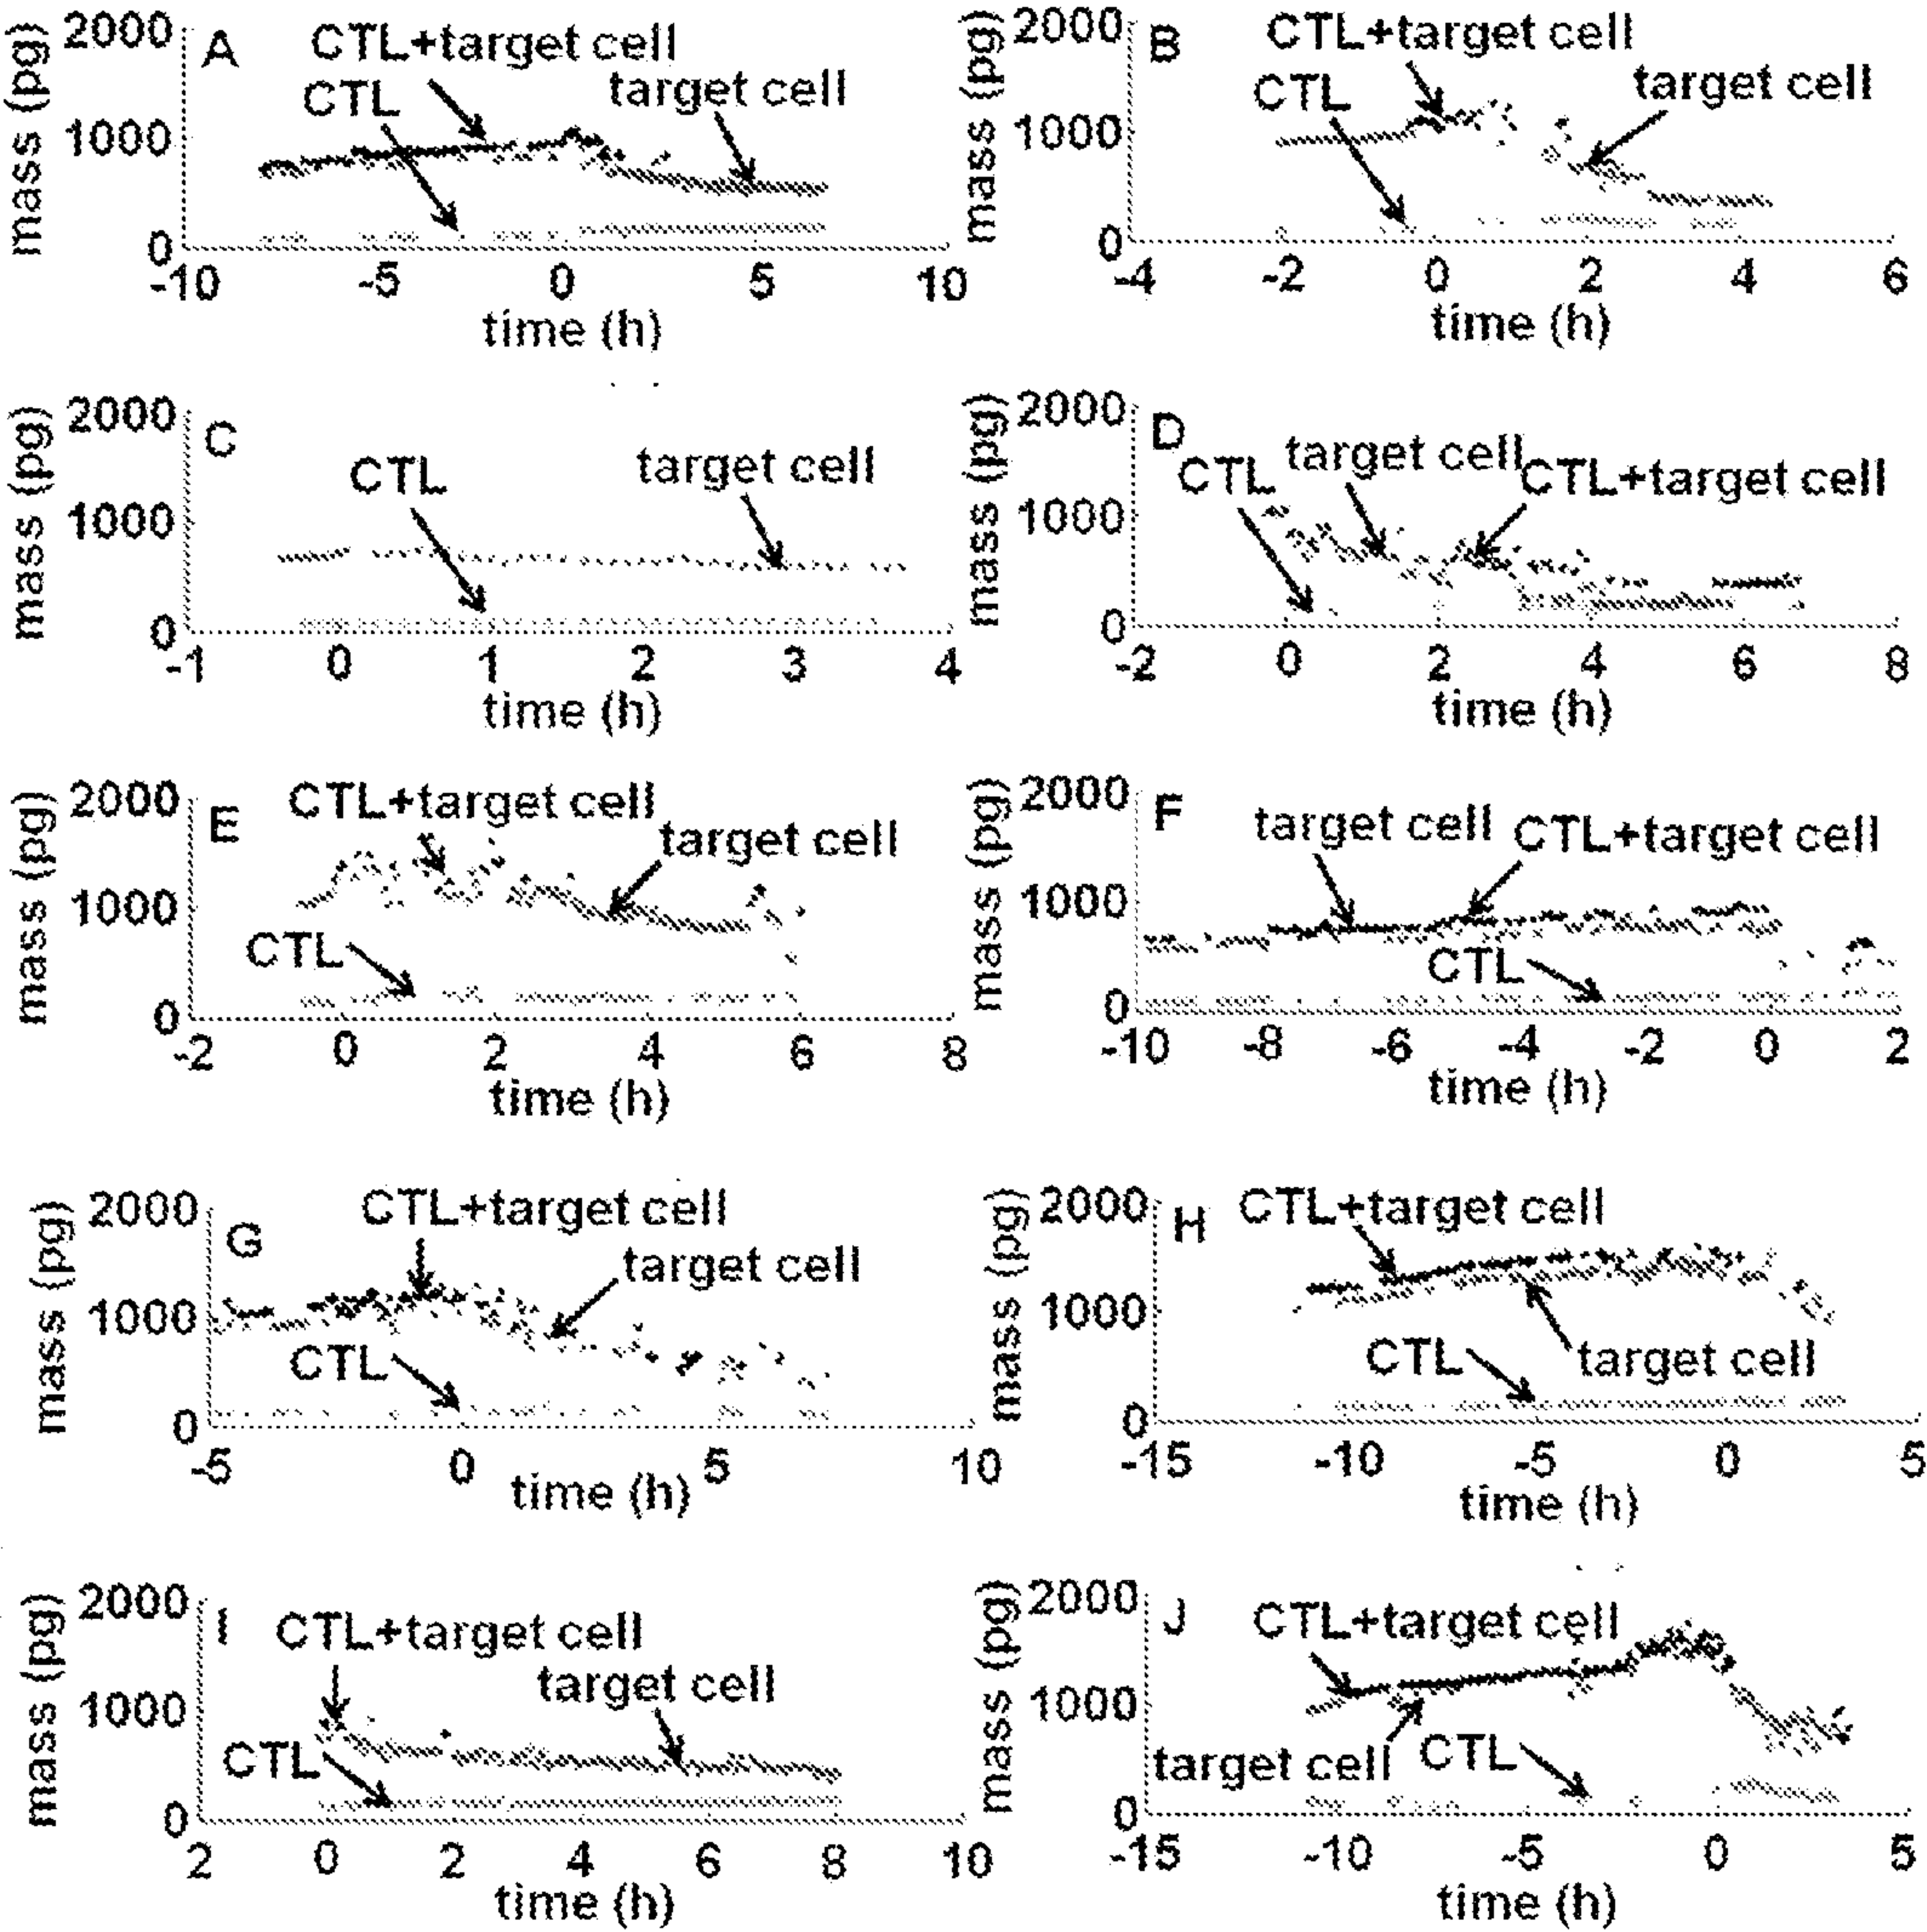 2000
A
CTL+target cell
CTL
target cell
mass (pg)
1000
0
-10
-5
0
5
10
time (h)
2000
B
CTL+target cell
CTL
target cell
mass (pg)
1000
0
-4
-2
0
2
4
6
time (h)
2000
C
CTL
target cell
mass (pg)
1000
0
-1
0
1
2
3
4
time (h)
2000
D
CTL
target cell
CTL+target cell
mass (pg)
1000
0
-2
0
2
4
6
8
time (h)
2000
E
CTL+target cell
target cell
mass (pg)
1000
CTL
0
-2
0
2
4
6
8
time (h)
2000
F
target cell
CTL+target cell
mass (pg)
1000
CTL
0
-10
-8
-6
-4
-2
0
2
time (h)
2000
G
CTL+target cell
target cell
mass (pg)
1000
CTL
0
-5
0
5
10
time (h)
2000
H
CTL+target cell
mass (pg)
1000
CTL
target cell
0
-15
-10
-5
0
5
time (h)
2000
I
CTL+target cell
target cell
mass (pg)
1000
CTL
0
2
0
2
4
6
8
10
time (h)
2000
J
CTL+target cell
mass (pg)
1000
target cell
CTL
0
-15
-10
-5
0
5
time (h)